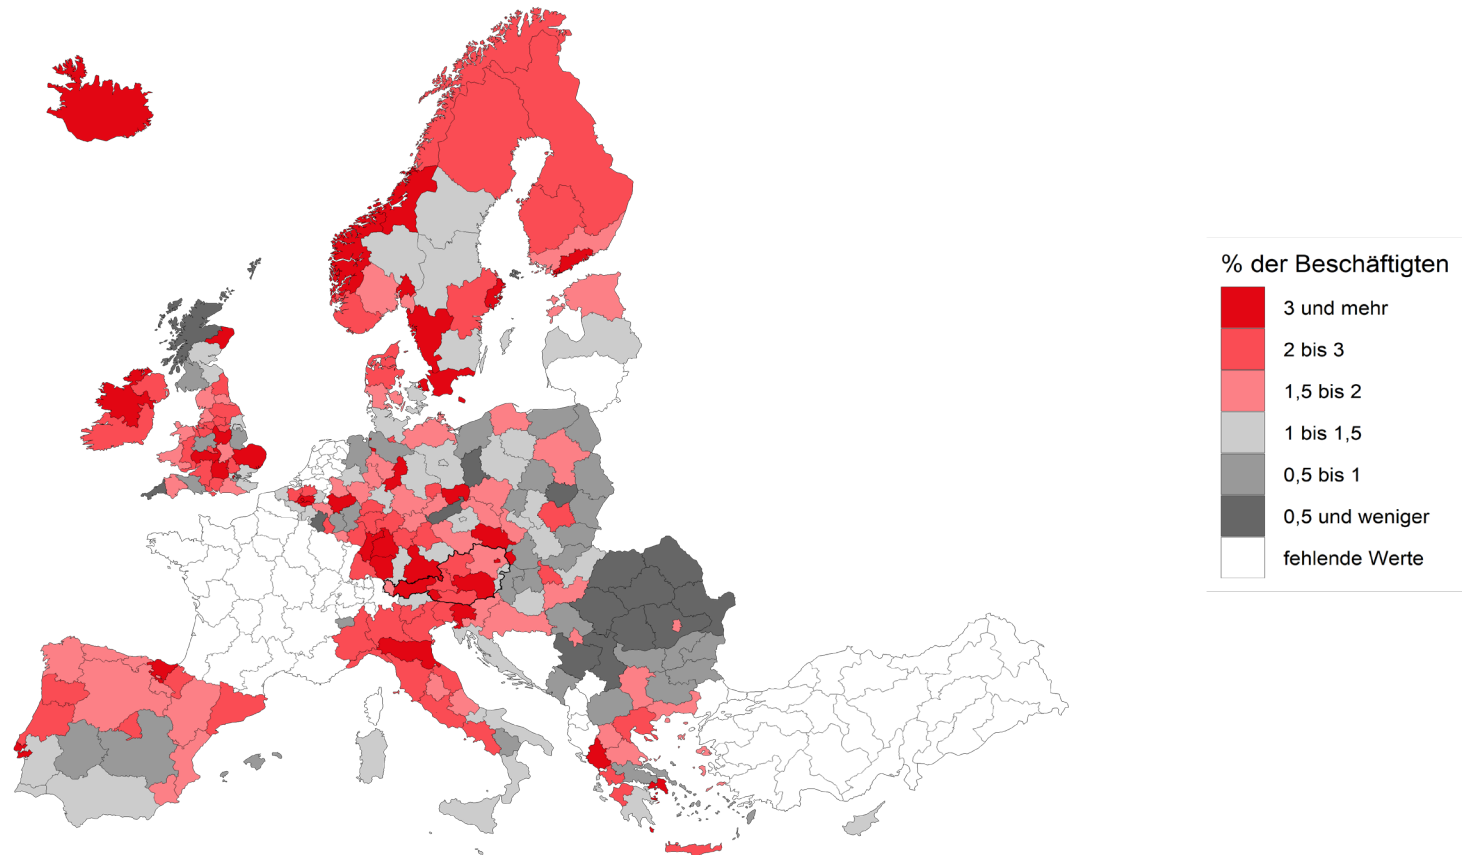 % der Beschäftigten
3 und mehr
2 bis 3
1,5 bis 2
1 bis 1,5
0,5 bis 1
0,5 und weniger
fehlende Werte